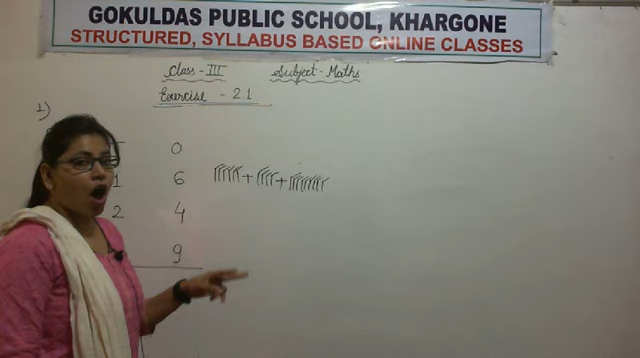 GOKULDAS PUBLIC SCHOOL, KHARGONE
STRUCTURED, SYLLABUS BASED ONLINE CLASSES
Class - III Subject - Maths
Exercise - 2.1
1)
0
1 6 + +
2 4
9